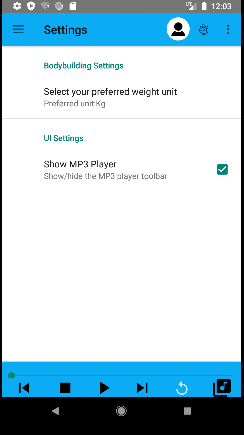 12:03
Settings
Bodybuilding Settings
Select your preferred weight unit
Preferred unit:Kg
UI Settings
Show MP3 Player
Show/hide the MP3 player toolbar